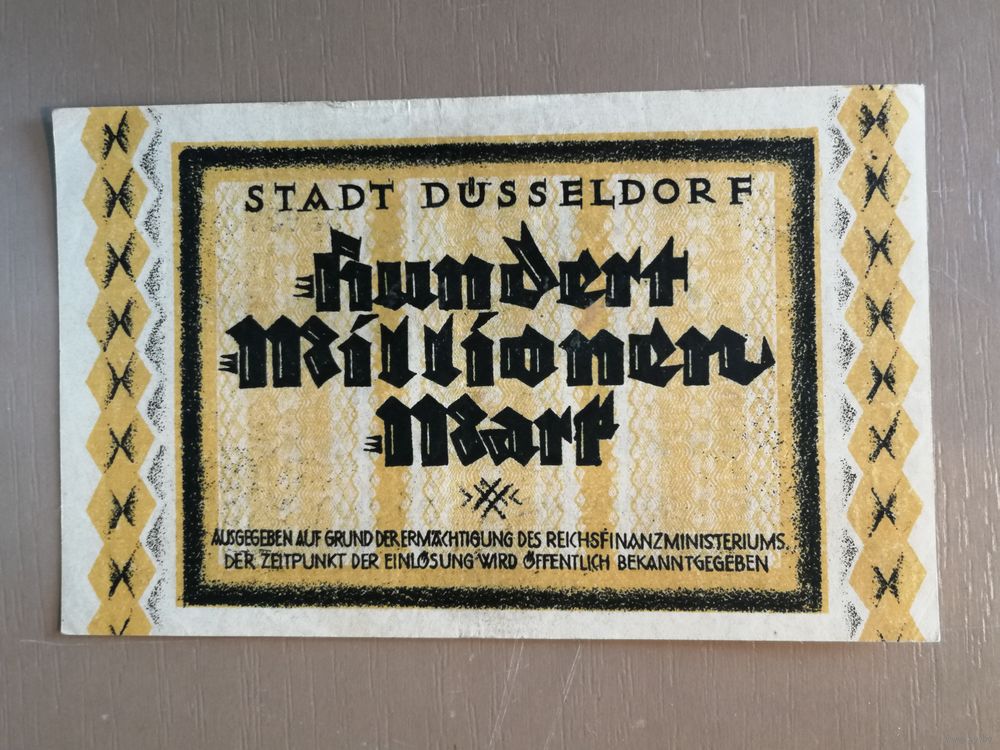 STADT DÜSSELDORF
Hundert
Millionen
Mark
AUSGEGEBEN AUF GRUND DER ERMÄCHTIGUNG DES REICHSFINANZMINISTERIUMS.
DER ZEITPUNKT DER EINLÖSUNG WIRD ÖFFENTLICH BEKANNTGEGEBEN